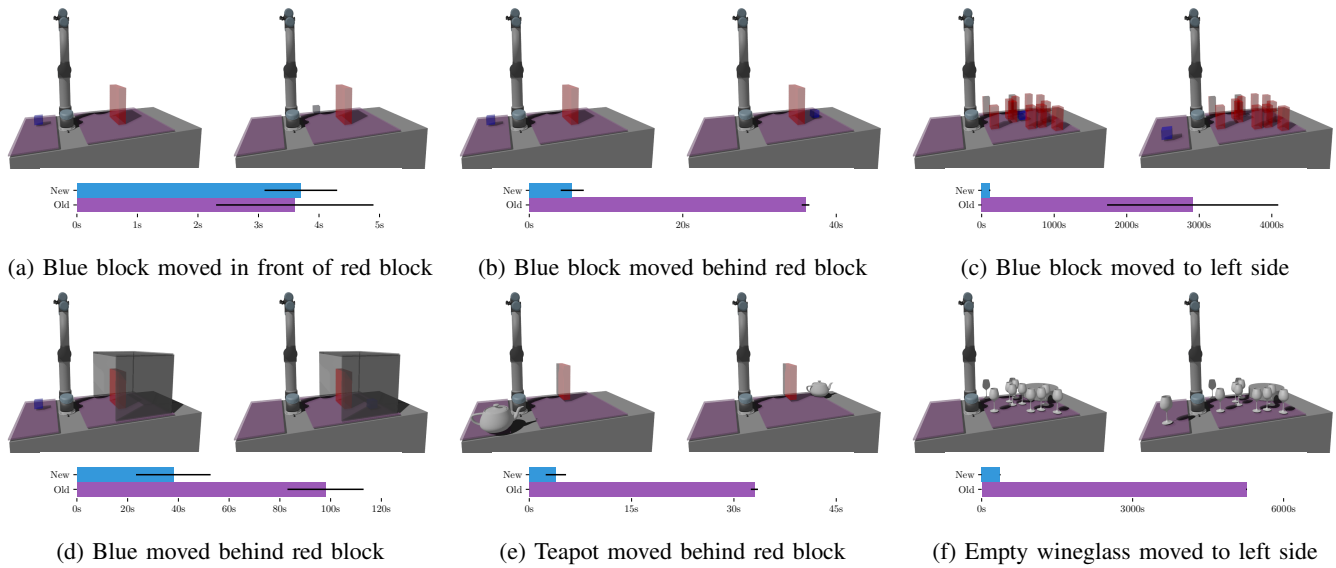 New
Old
0s 1s 2s 3s 4s 5s
(a) Blue block moved in front of red block
New
Old
0s 20s 40s
(b) Blue block moved behind red block
New
Old
0s 1000s 2000s 3000s 4000s
(c) Blue block moved to left side
New
Old
0s 20s 40s 60s 80s 100s 120s
(d) Blue moved behind red block
New
Old
0s 15s 30s 45s
(e) Teapot moved behind red block
New
Old
0s 3000s 6000s
(f) Empty wineglass moved to left side